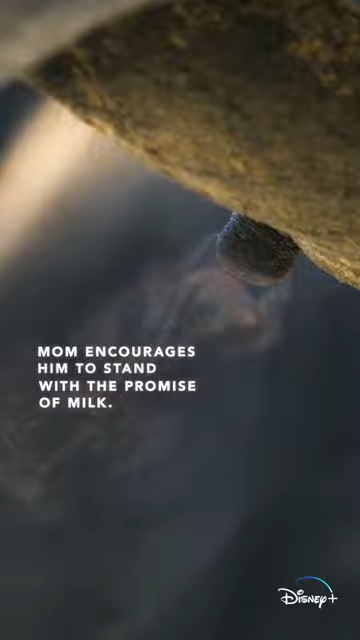 MOM ENCOURAGES
HIM TO STAND
WITH THE PROMISE
OF MILK.
Disney+